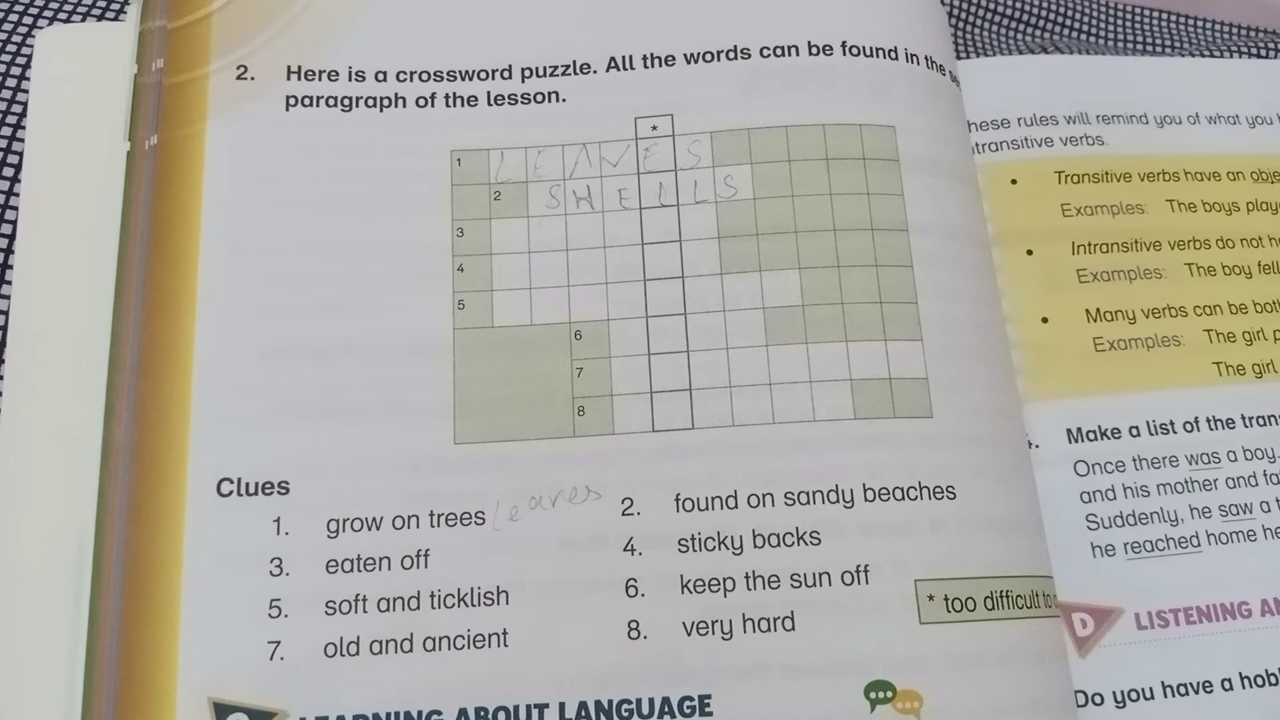 2. Here is a crossword puzzle. All the words can be found in the
paragraph of the lesson.
*
1 LEAVES
2 SHELLS
3
4
5
6
7
8
Clues
1. grow on trees leaves
2. found on sandy beaches
3. eaten off
4. sticky backs
5. soft and ticklish
6. keep the sun off
7. old and ancient
8. very hard
* too difficult to
LEARNING ABOUT LANGUAGE
hese rules will remind you of what you
transitive verbs.
• Transitive verbs have an obje
Examples: The boys play
• Intransitive verbs do not h
Examples: The boy fell
• Many verbs can be bot
Examples: The girl p
The girl
Make a list of the tran
Once there was a boy.
and his mother and fa
Suddenly, he saw a
he reached home he
D LISTENING A
Do you have a hob